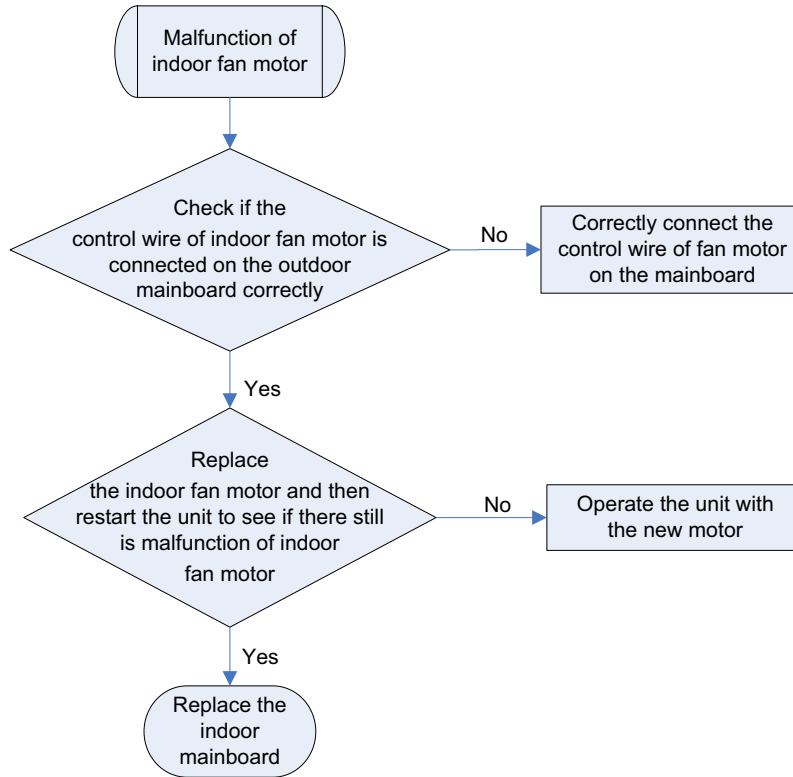 Malfunction of
indoor fan motor
Check if the
control wire of indoor fan motor is
connected on the outdoor
mainboard correctly
No
Correctly connect the
control wire of fan motor
on the mainboard
Yes
Replace
the indoor fan motor and then
restart the unit to see if there still
is malfunction of indoor
fan motor
No
Operate the unit with
the new motor
Yes
Replace the
indoor
mainboard